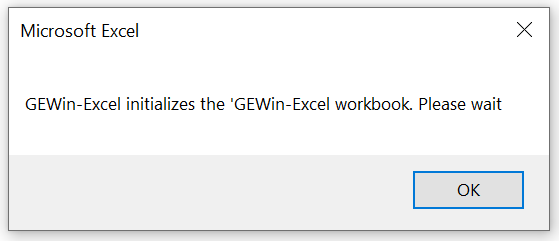 Microsoft Excel
GEWin-Excel initializes the 'GEWin-Excel workbook. Please wait
OK